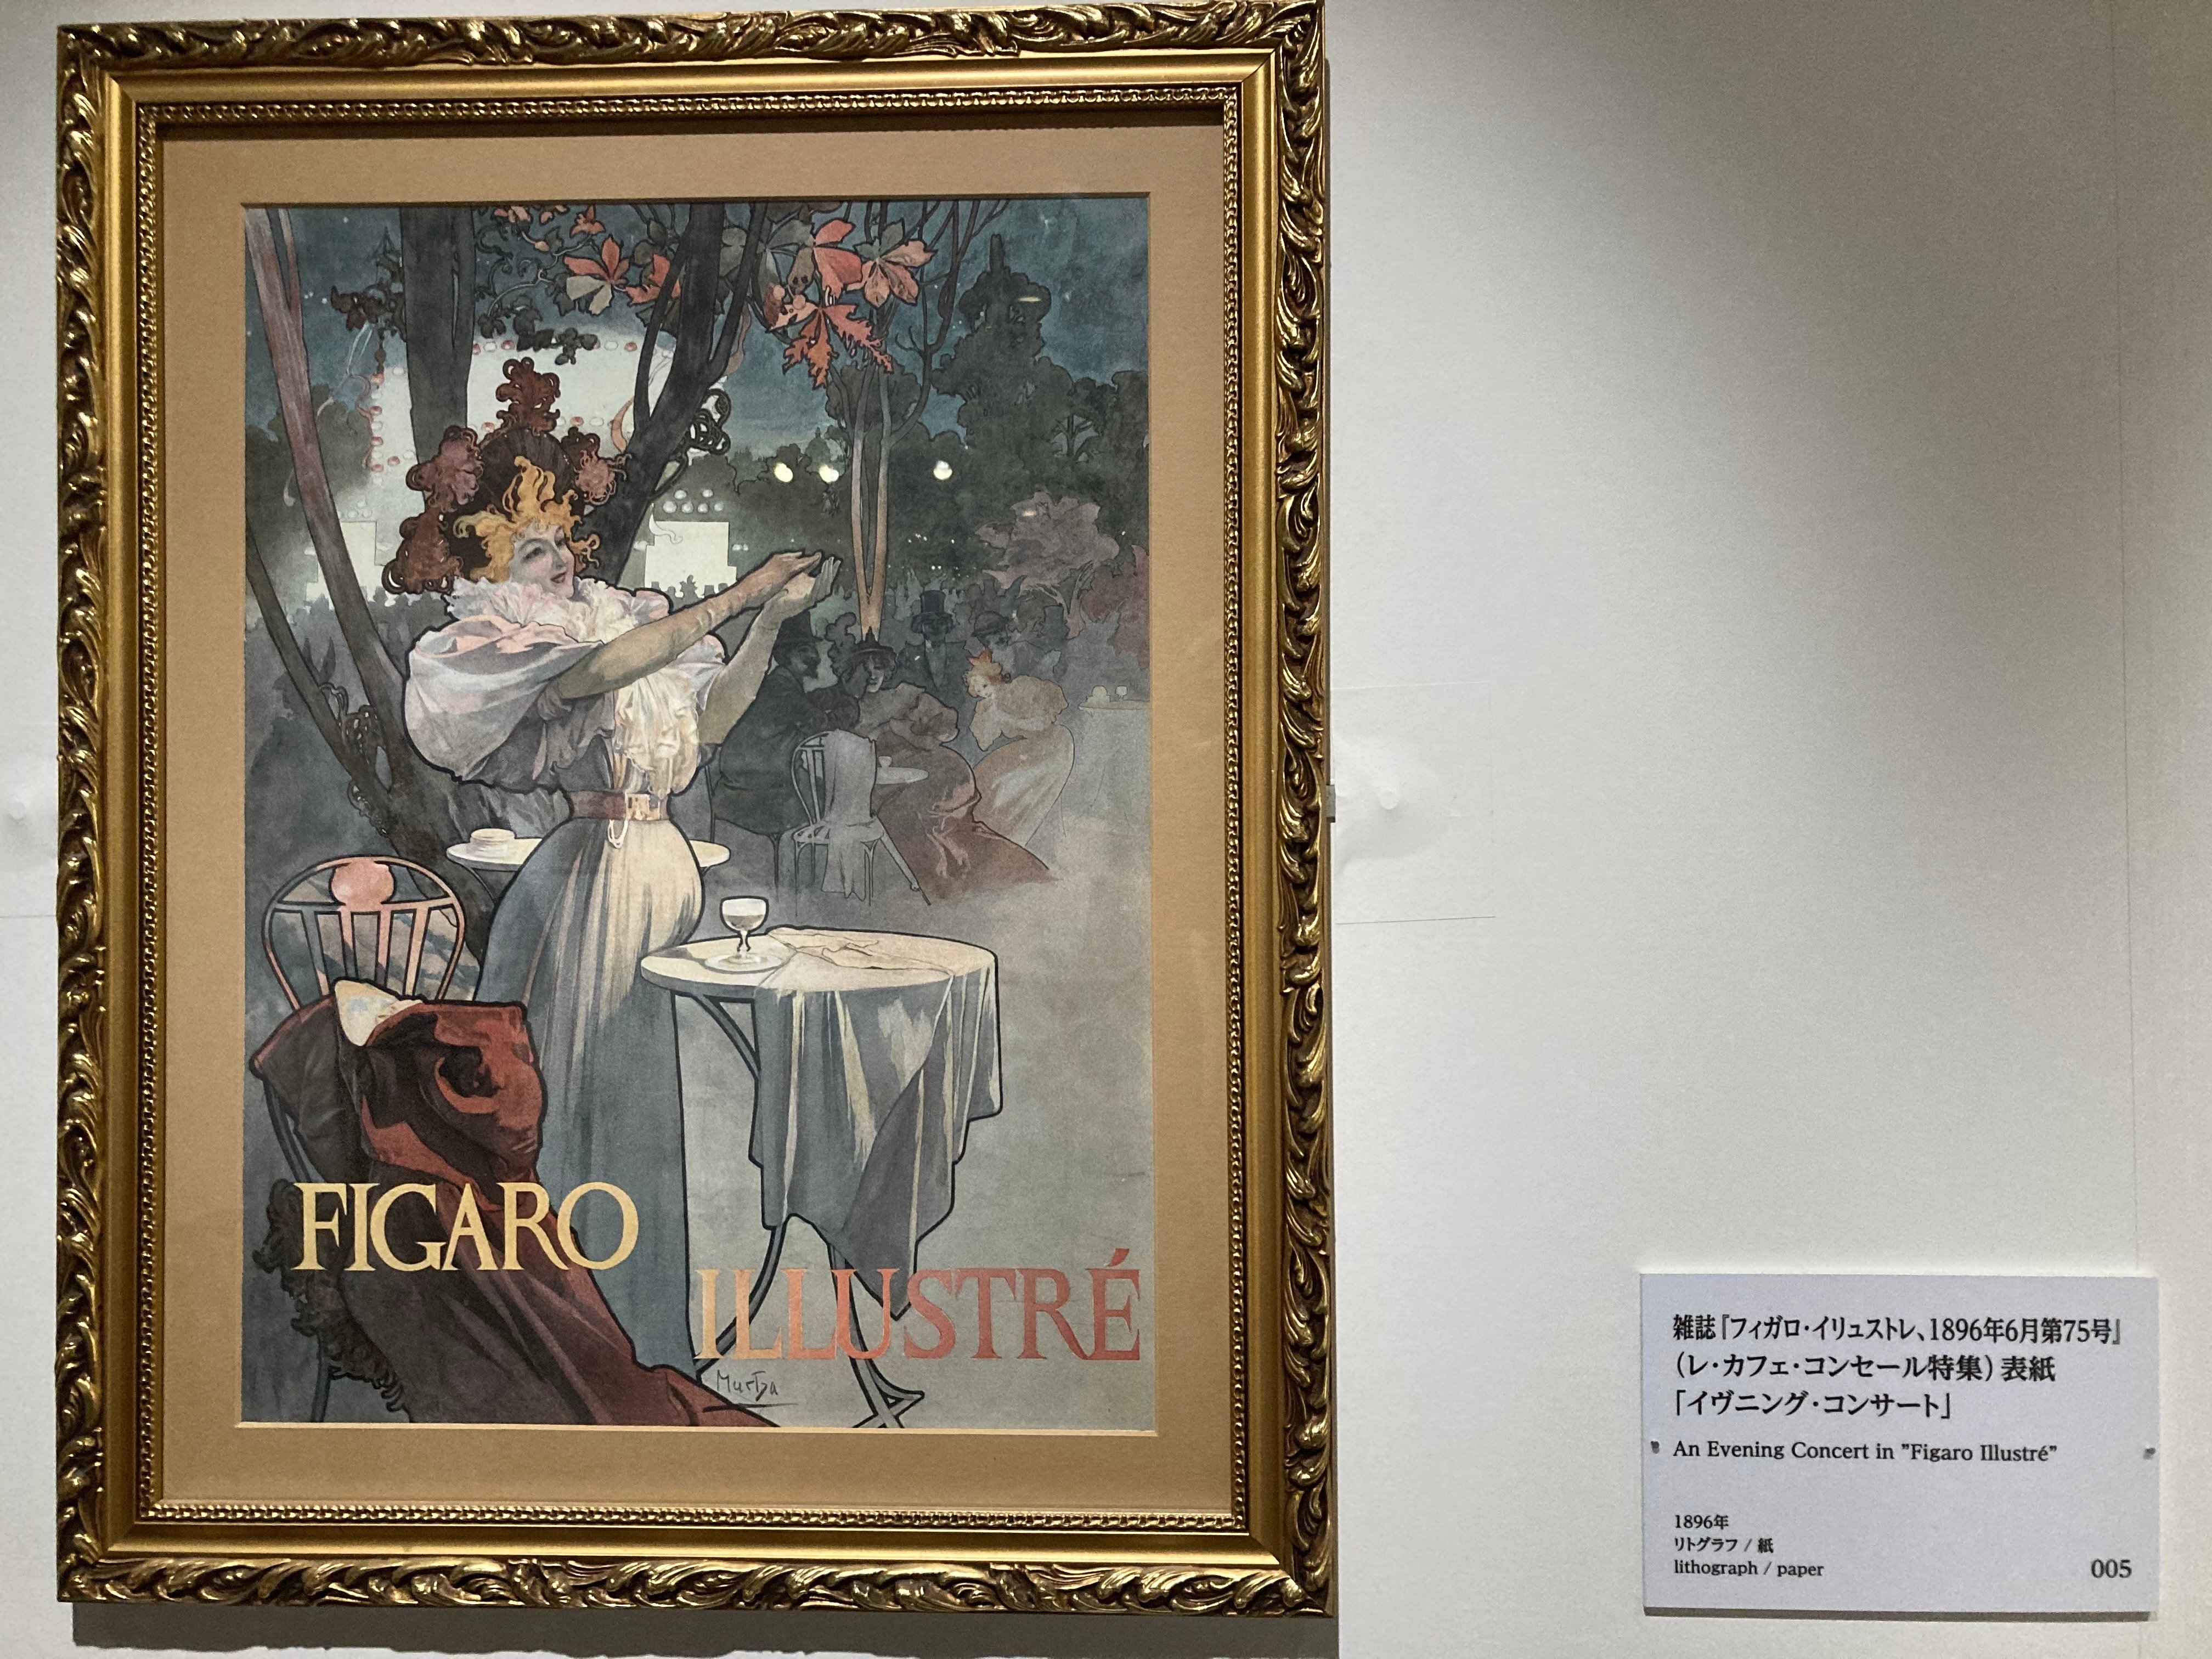 FIGARO
ILLUSTRÉ
雑誌『フィガロ・イリュストレ、1896年6月第75号』
（レ・カフェ・コンセール特集）表紙
「イヴニング・コンサート」
An Evening Concert in "Figaro Illustré"
1896年
リトグラフ / 紙
lithograph / paper
005